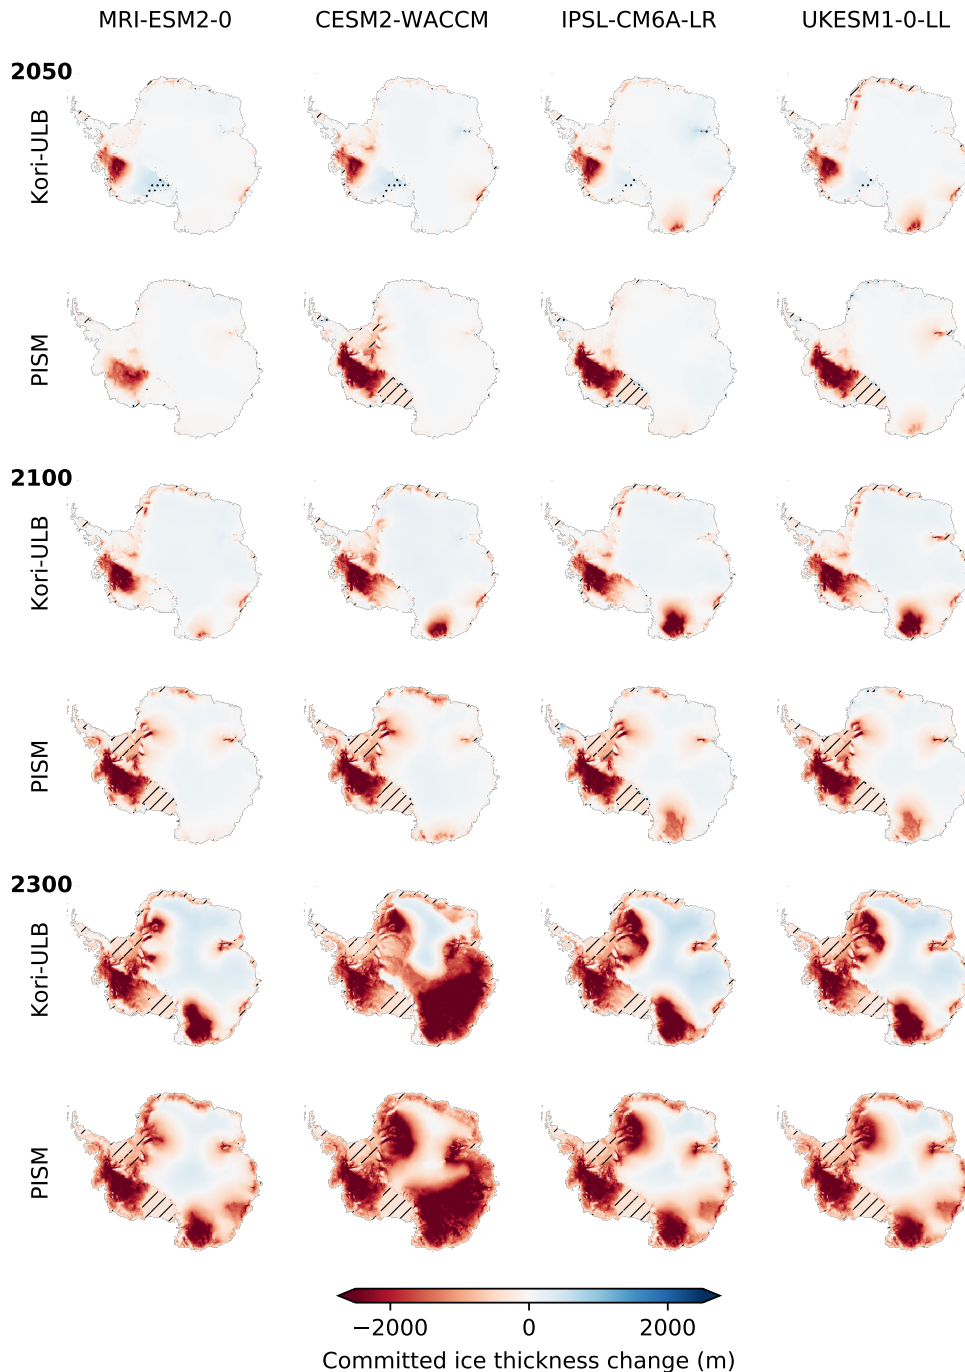 MRI-ESM2-0 CESM2-WACCM IPSL-CM6A-LR UKESM1-0-LL
2050
Kori-ULB
PISM
2100
Kori-ULB
PISM
2300
Kori-ULB
PISM
−2000 0 2000
Committed ice thickness change (m)